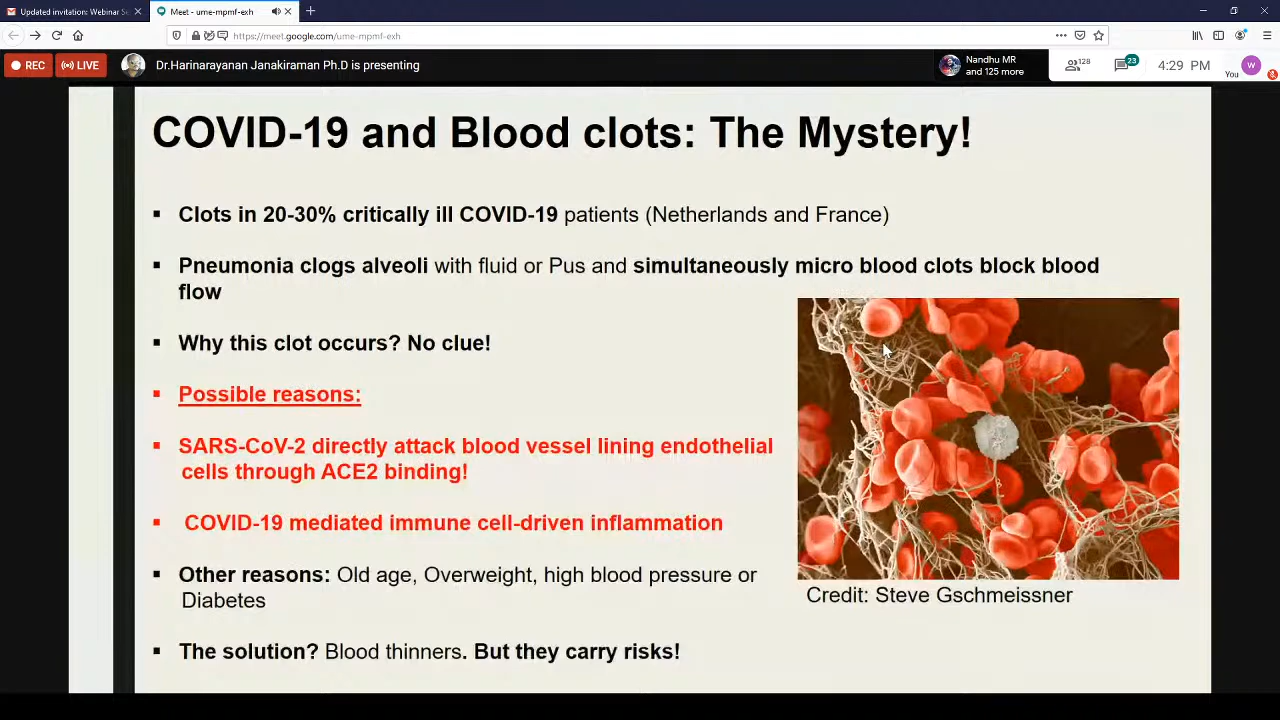 Updated invitation: Webinar S
Meet - ume-mpmf-exh
https://meet.google.com/ume-mpmf-exh
REC
LIVE
Dr.Harinarayanan Janakiraman Ph.D is presenting
Nandhu MR
and 125 more
128
23
4:29 PM
You
W
COVID-19 and Blood clots: The Mystery!
▪ Clots in 20-30% critically ill COVID-19 patients (Netherlands and France)
▪ Pneumonia clogs alveoli with fluid or Pus and simultaneously micro blood clots block blood
flow
▪ Why this clot occurs? No clue!
▪ Possible reasons:
▪ SARS-CoV-2 directly attack blood vessel lining endothelial
cells through ACE2 binding!
▪ COVID-19 mediated immune cell-driven inflammation
▪ Other reasons: Old age, Overweight, high blood pressure or
Diabetes
▪ The solution? Blood thinners. But they carry risks!
Credit: Steve Gschmeissner